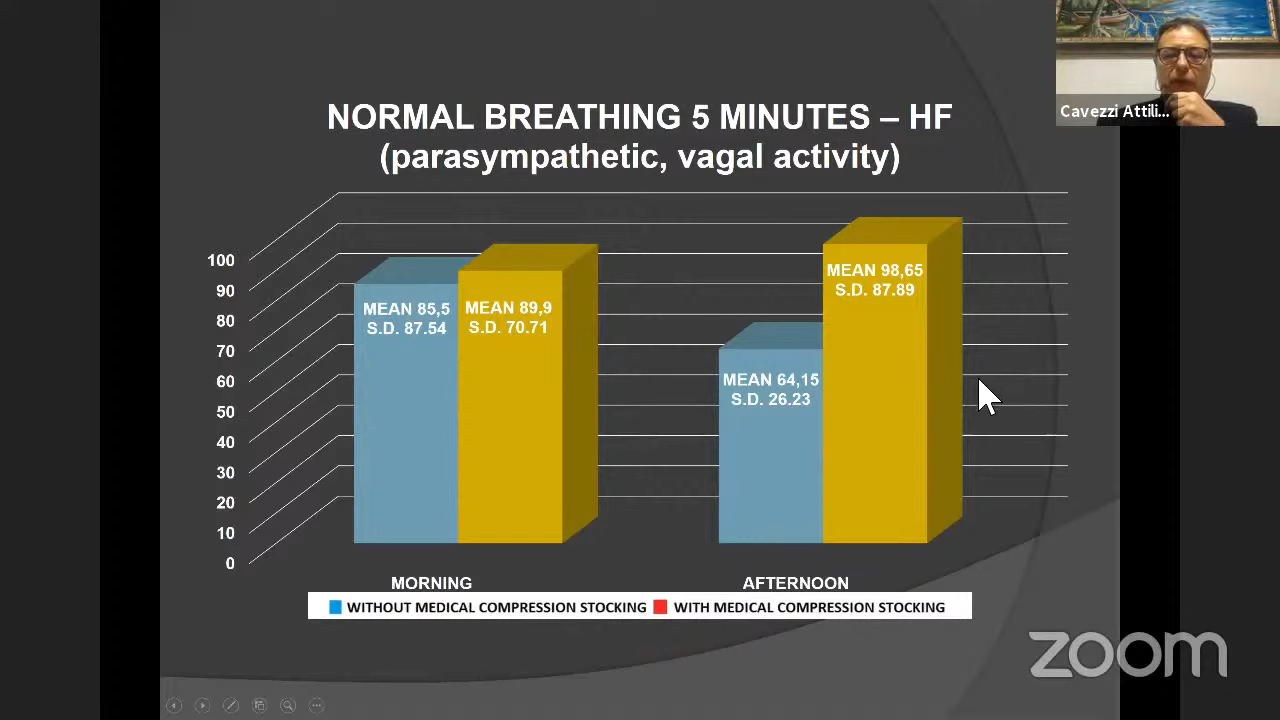 Cavezzi Attili...
NORMAL BREATHING 5 MINUTES – HF
(parasympathetic, vagal activity)
100
90
80
70
60
50
40
30
20
10
0
MEAN 85,5
S.D. 87.54
MEAN 89,9
S.D. 70.71
MEAN 64,15
S.D. 26.23
MEAN 98,65
S.D. 87.89
MORNING
AFTERNOON
WITHOUT MEDICAL COMPRESSION STOCKING
WITH MEDICAL COMPRESSION STOCKING
zoom